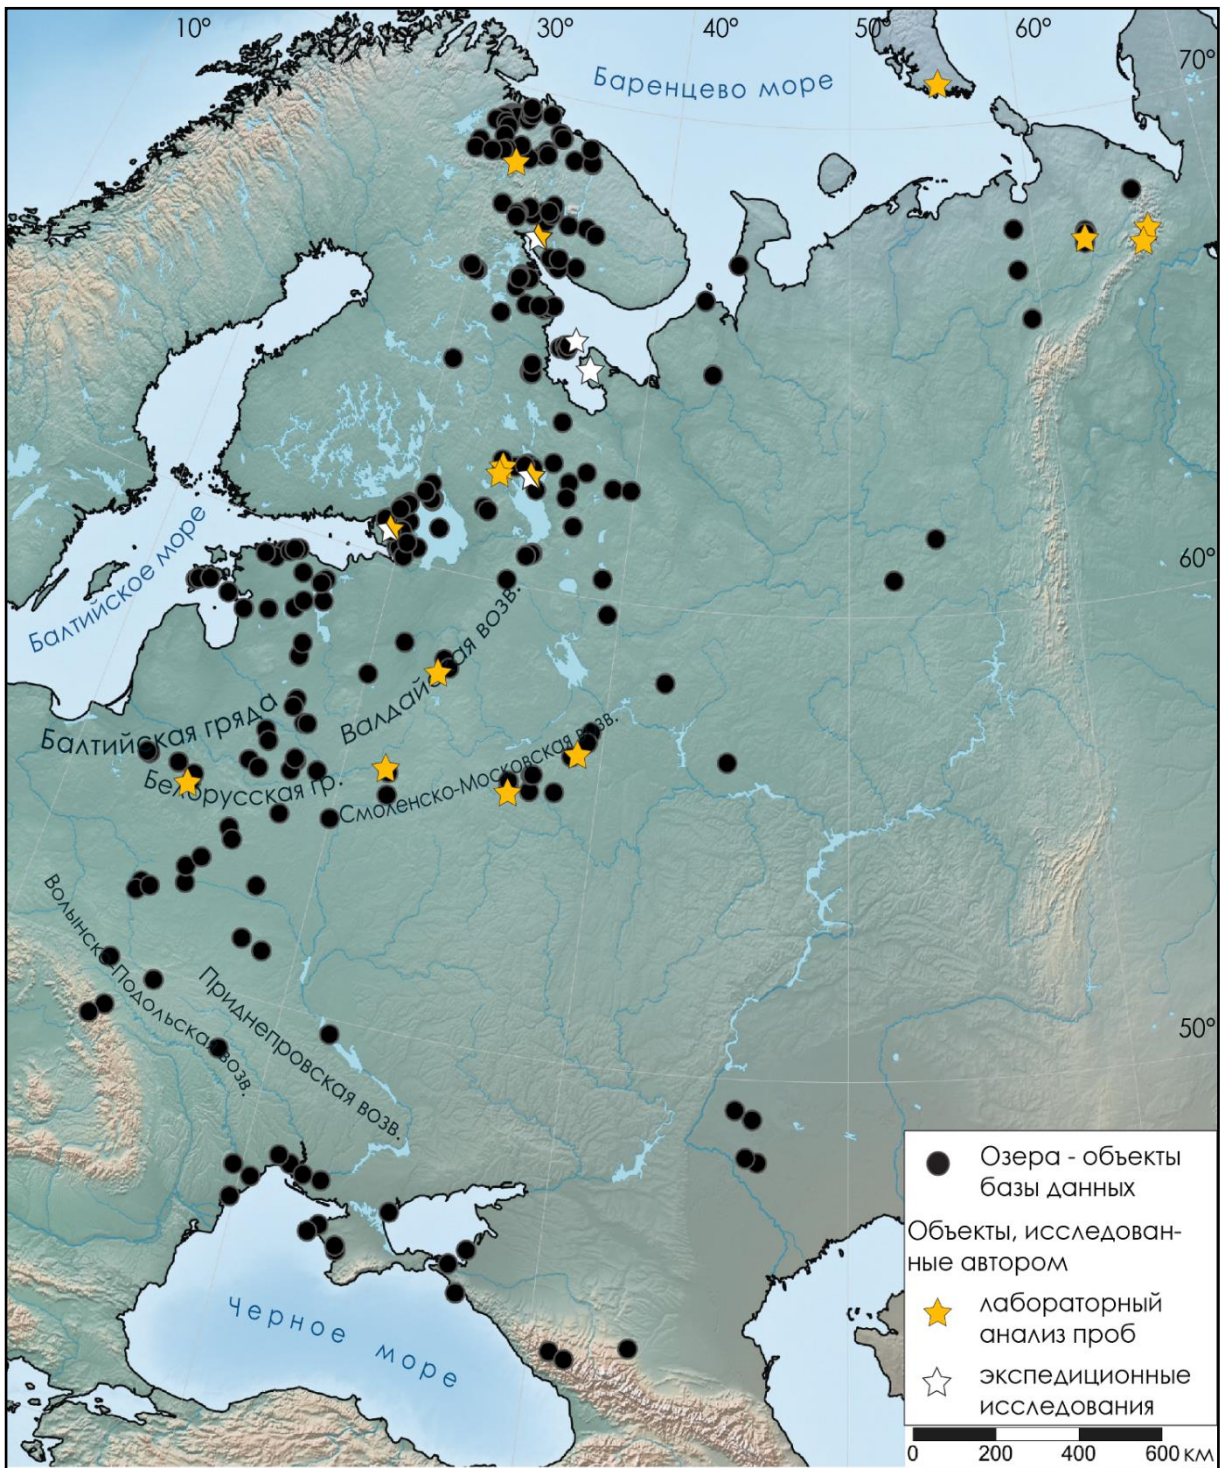 10°
30°
40°
50°
60°
70°
Баренцево море
60°
Балтийское море
Валдайская возв.
Балтийская гряда
Белорусская гр.
Смоленско-Московская возв.
Волынско-Подольская возв.
Приднепровская возв.
50°
Черное море
Озера - объекты
базы данных
Объекты, исследован-
ные автором
лабораторный
анализ проб
экспедиционные
исследования
0 200 400 600 км